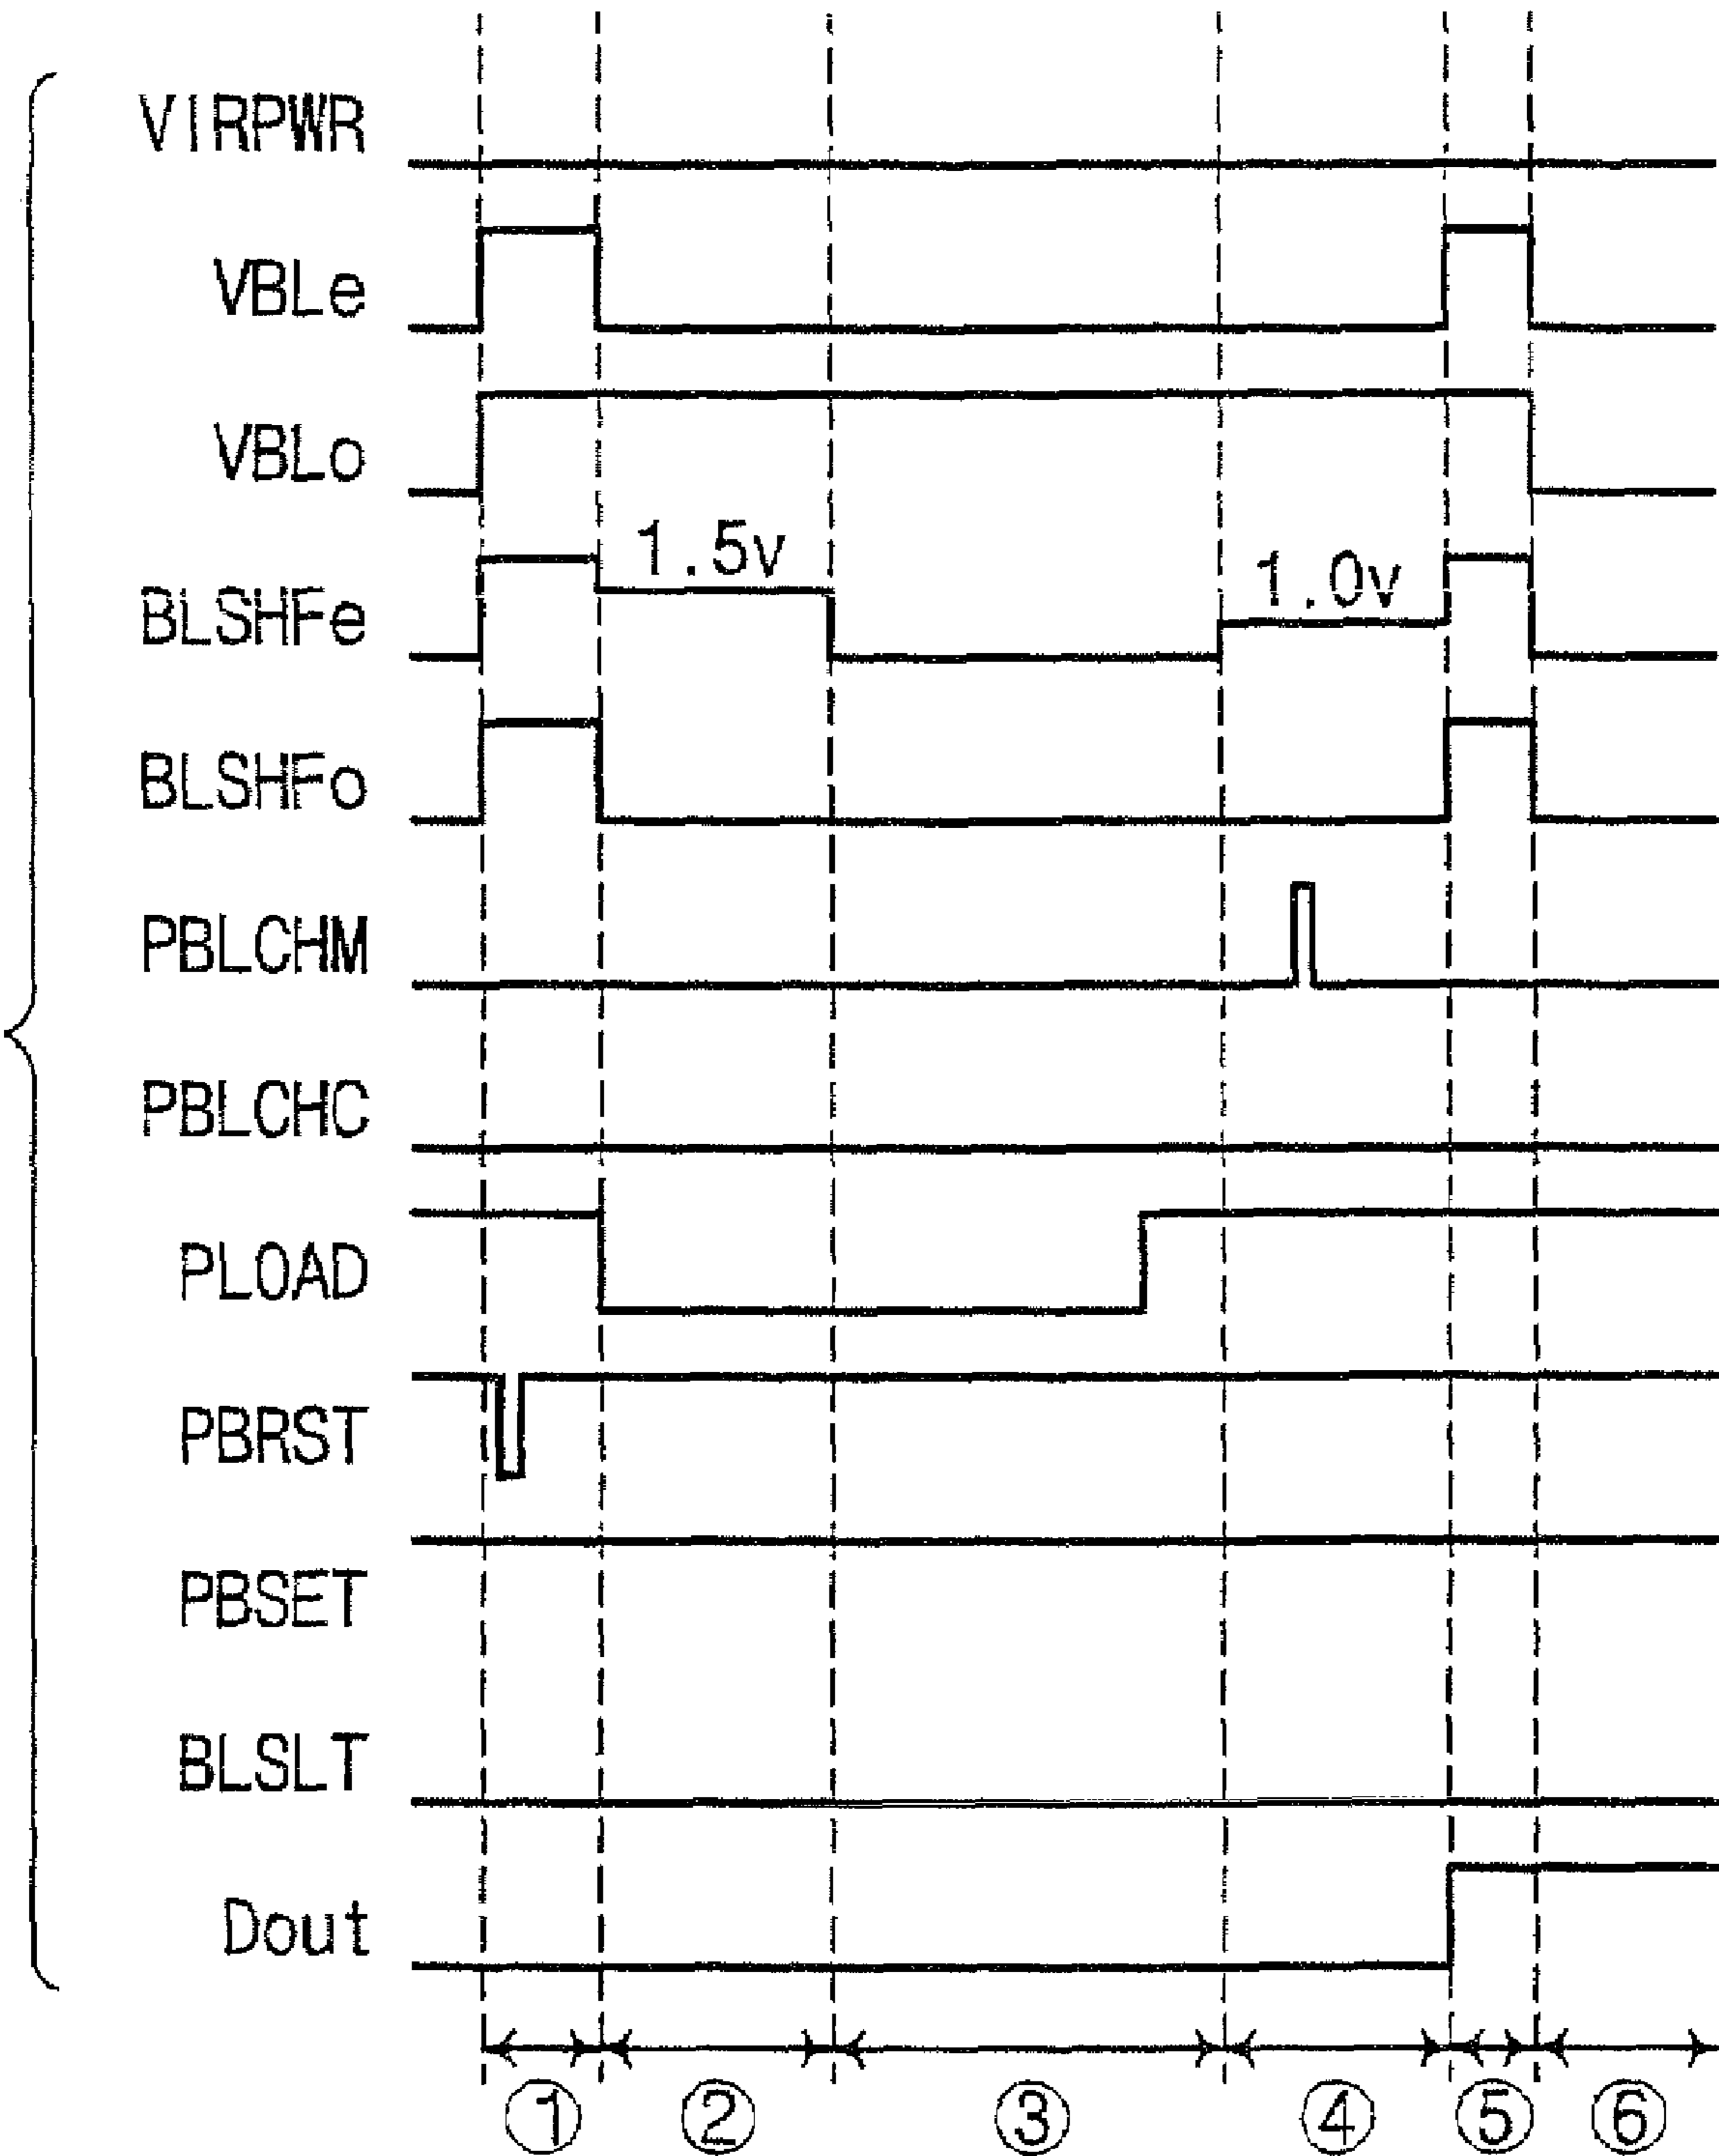 VIRPWR
VBLe
VBLo
1.5v
1.0v
BLSHFe
BLSHFo
PBLCHM
PBLCHC
PLOAD
PBRST
PBSET
BLSLT
Dout
① ② ③ ④ ⑤ ⑥